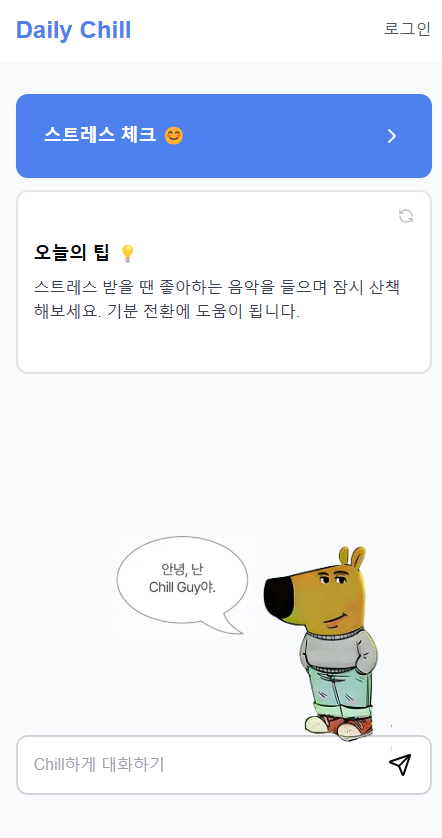 Daily Chill
로그인
스트레스 체크 😊
오늘의 팁 💡
스트레스 받을 땐 좋아하는 음악을 들으며 잠시 산책
해보세요. 기분 전환에 도움이 됩니다.
안녕, 난
Chill Guy야.
Chill하게 대화하기